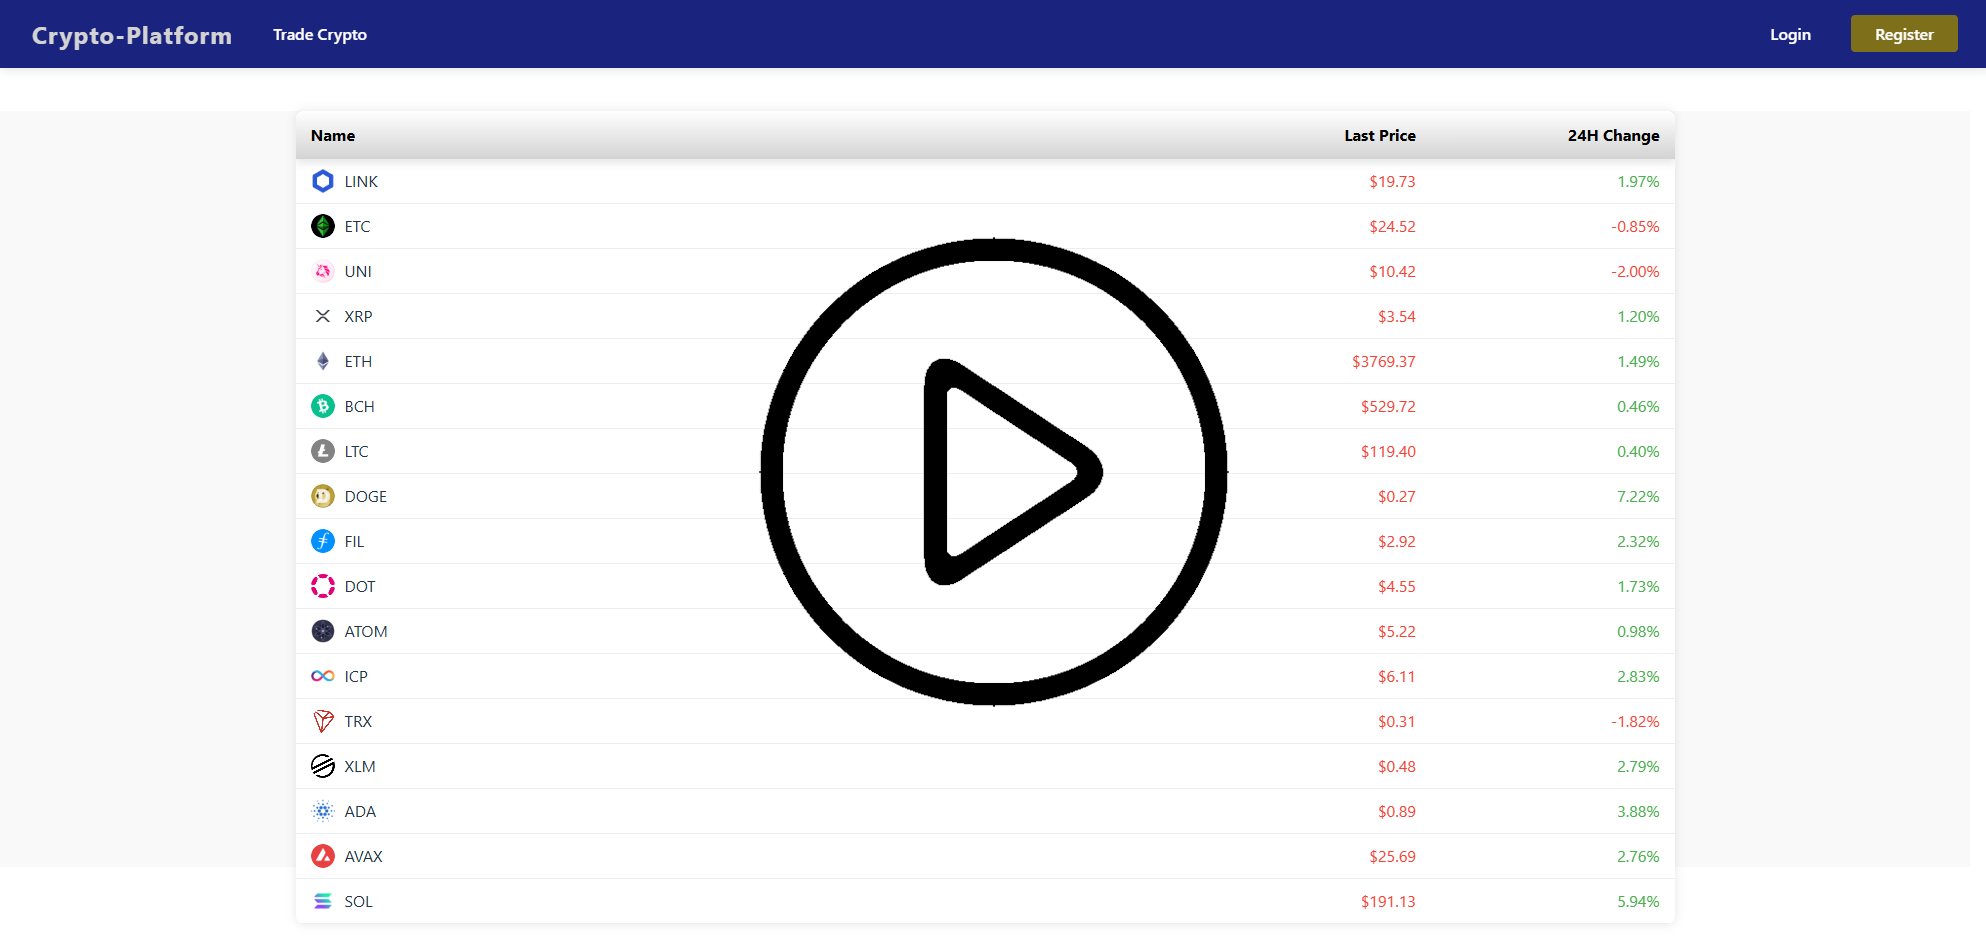 Crypto-Platform Trade Crypto Login Register
Name Last Price 24H Change
LINK $19.73 1.97%
ETC $24.52 -0.85%
UNI $10.42 -2.00%
XRP $3.54 1.20%
ETH $3769.37 1.49%
BCH $529.72 0.46%
LTC $119.40 0.40%
DOGE $0.27 7.22%
FIL $2.92 2.32%
DOT $4.55 1.73%
ATOM $5.22 0.98%
ICP $6.11 2.83%
TRX $0.31 -1.82%
XLM $0.48 2.79%
ADA $0.89 3.88%
AVAX $25.69 2.76%
SOL $191.13 5.94%